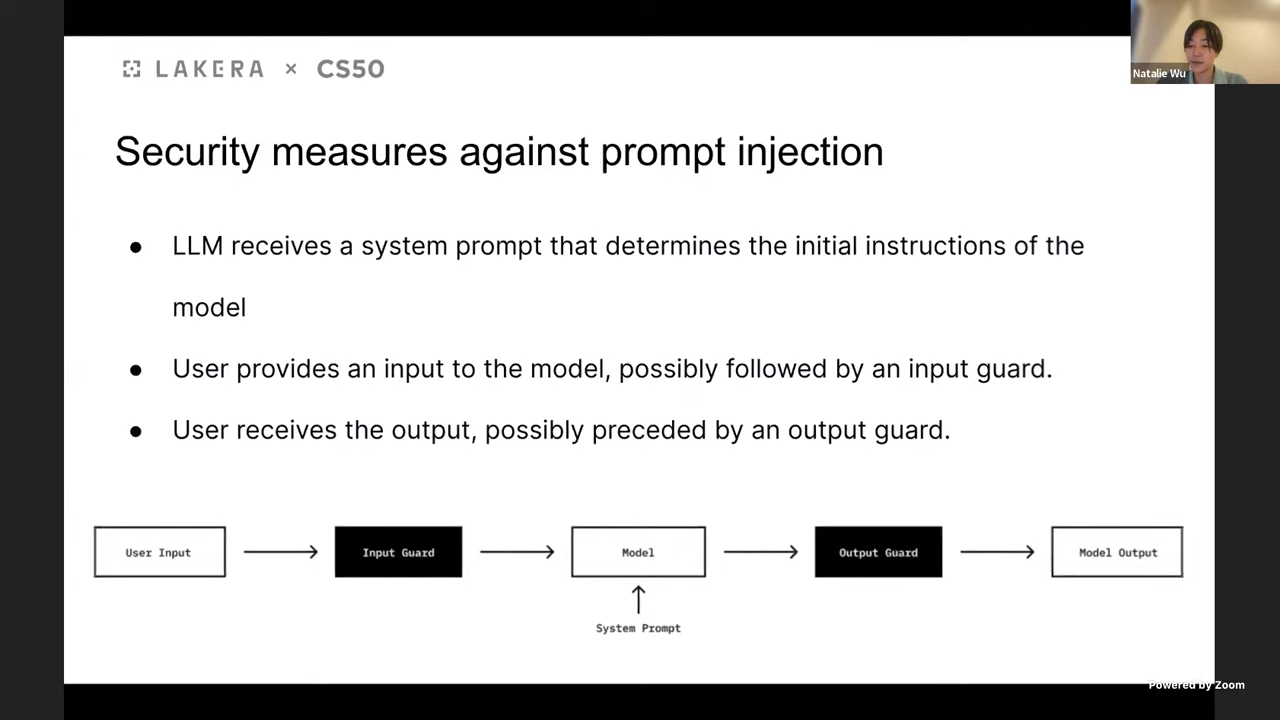 LAKERA × CS50
Natalie Wu
Security measures against prompt injection
● LLM receives a system prompt that determines the initial instructions of the
model
● User provides an input to the model, possibly followed by an input guard.
● User receives the output, possibly preceded by an output guard.
User Input
Input Guard
Model
Output Guard
Model Output
System Prompt
Powered by Zoom